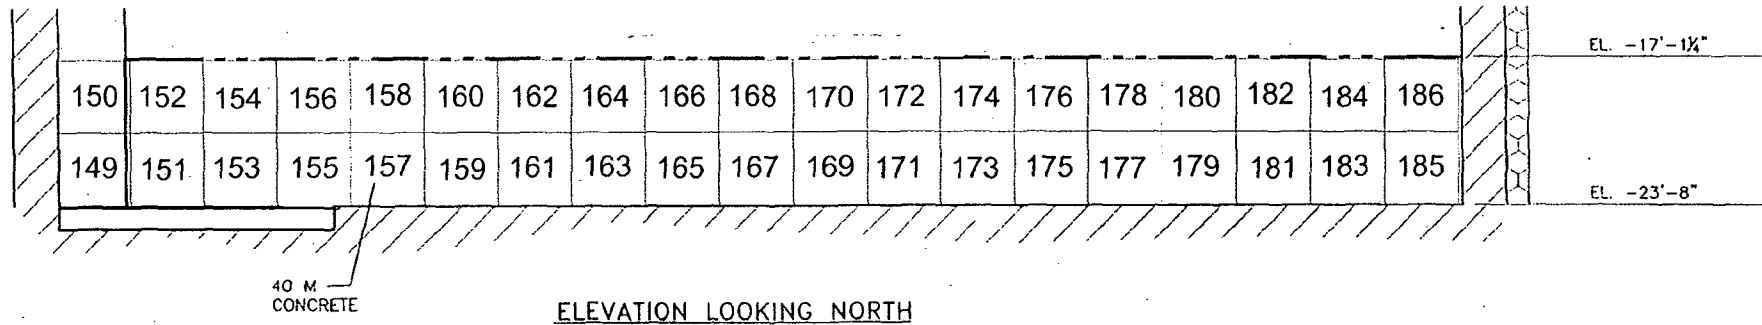 EL. -17'-1¼"
150 152 154 156 158 160 162 164 166 168 170 172 174 176 178 180 182 184 186
149 151 153 155 157 159 161 163 165 167 169 171 173 175 177 179 181 183 185
EL. -23'-8"
40 M
CONCRETE
ELEVATION LOOKING NORTH